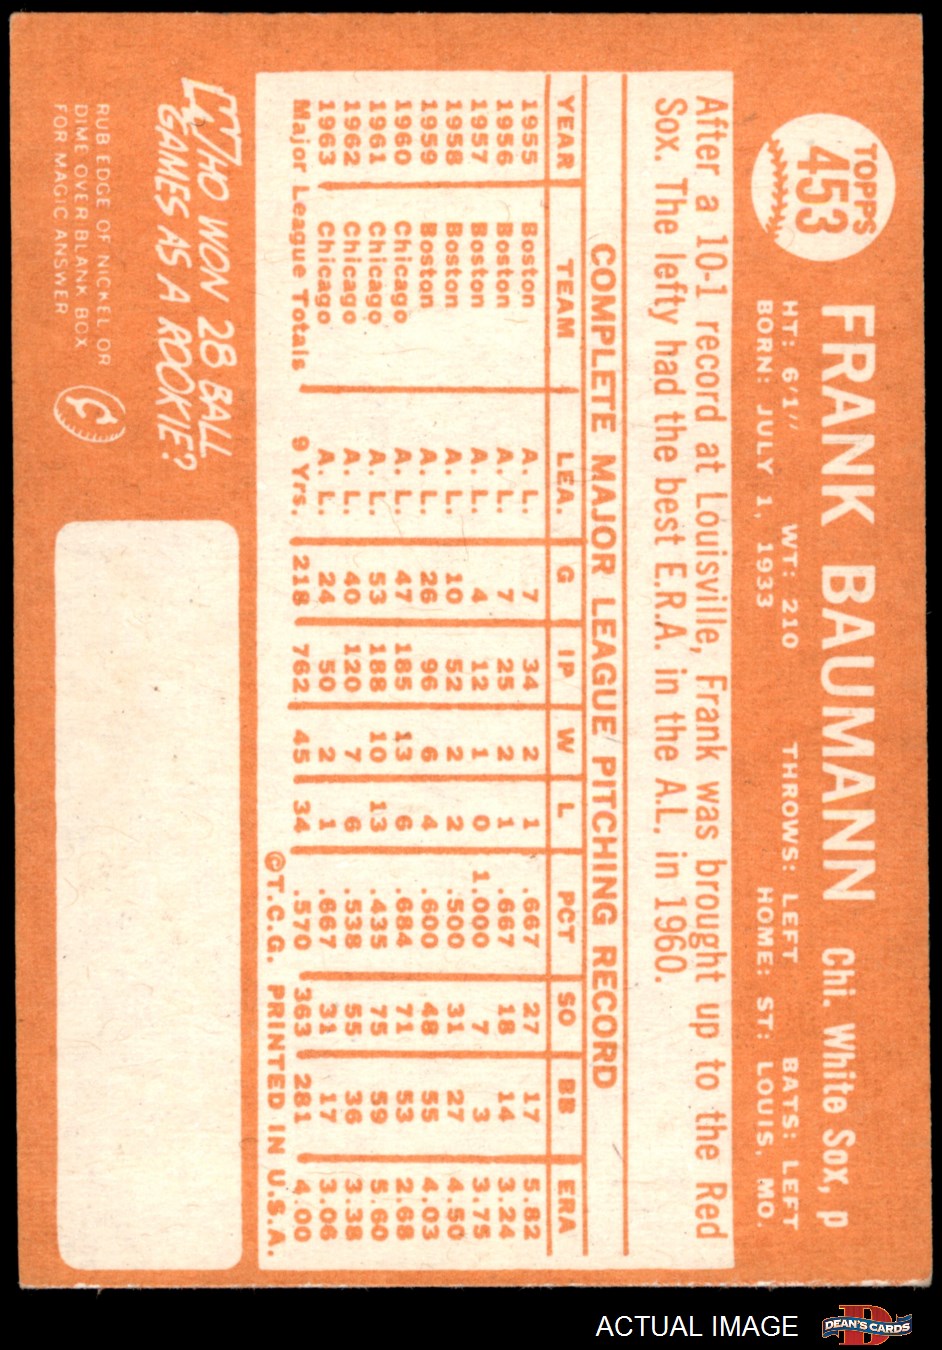 TOPPS
453
FRANK BAUMANN Chi. White Sox, p
HT: 6'1" WT: 210 THROWS: LEFT BATS: LEFT
BORN: JULY 1, 1933 HOME: ST: LOUIS, MO.
After a 10-1 record at Louisville, Frank was brought up to the Red
Sox. The lefty had the best E.R.A. in the A.L. in 1960.
COMPLETE MAJOR LEAGUE PITCHING RECORD
YEAR TEAM LEA. G IP W L PCT SO BB ERA
1955 Boston A. L. 7 34 2 1 .667 27 17 5.82
1956 Boston A. L. 7 25 2 1 .667 18 14 3.24
1957 Boston A. L. 4 12 1 0 1.000 7 3 3.75
1958 Boston A. L. 10 52 2 2 .500 31 27 4.50
1959 Boston A. L. 26 96 6 4 .600 48 55 4.03
1960 Chicago A. L. 47 185 13 6 .684 71 53 2.68
1961 Chicago A. L. 53 188 10 13 .435 75 59 5.60
1962 Chicago A. L. 40 120 7 6 .538 55 36 3.38
1963 Chicago A. L. 24 50 2 1 .667 31 17 3.06
Major League Totals 9 Yrs. 218 762 45 34 .570 363 281 4.00
©T.C.G. PRINTED IN U.S.A.
WHO WON 28 BALL
GAMES AS A ROOKIE?
RUB EDGE OF NICKEL OR
DIME OVER BLANK BOX
FOR MAGIC ANSWER
ACTUAL IMAGE
DEAN'S CARDS